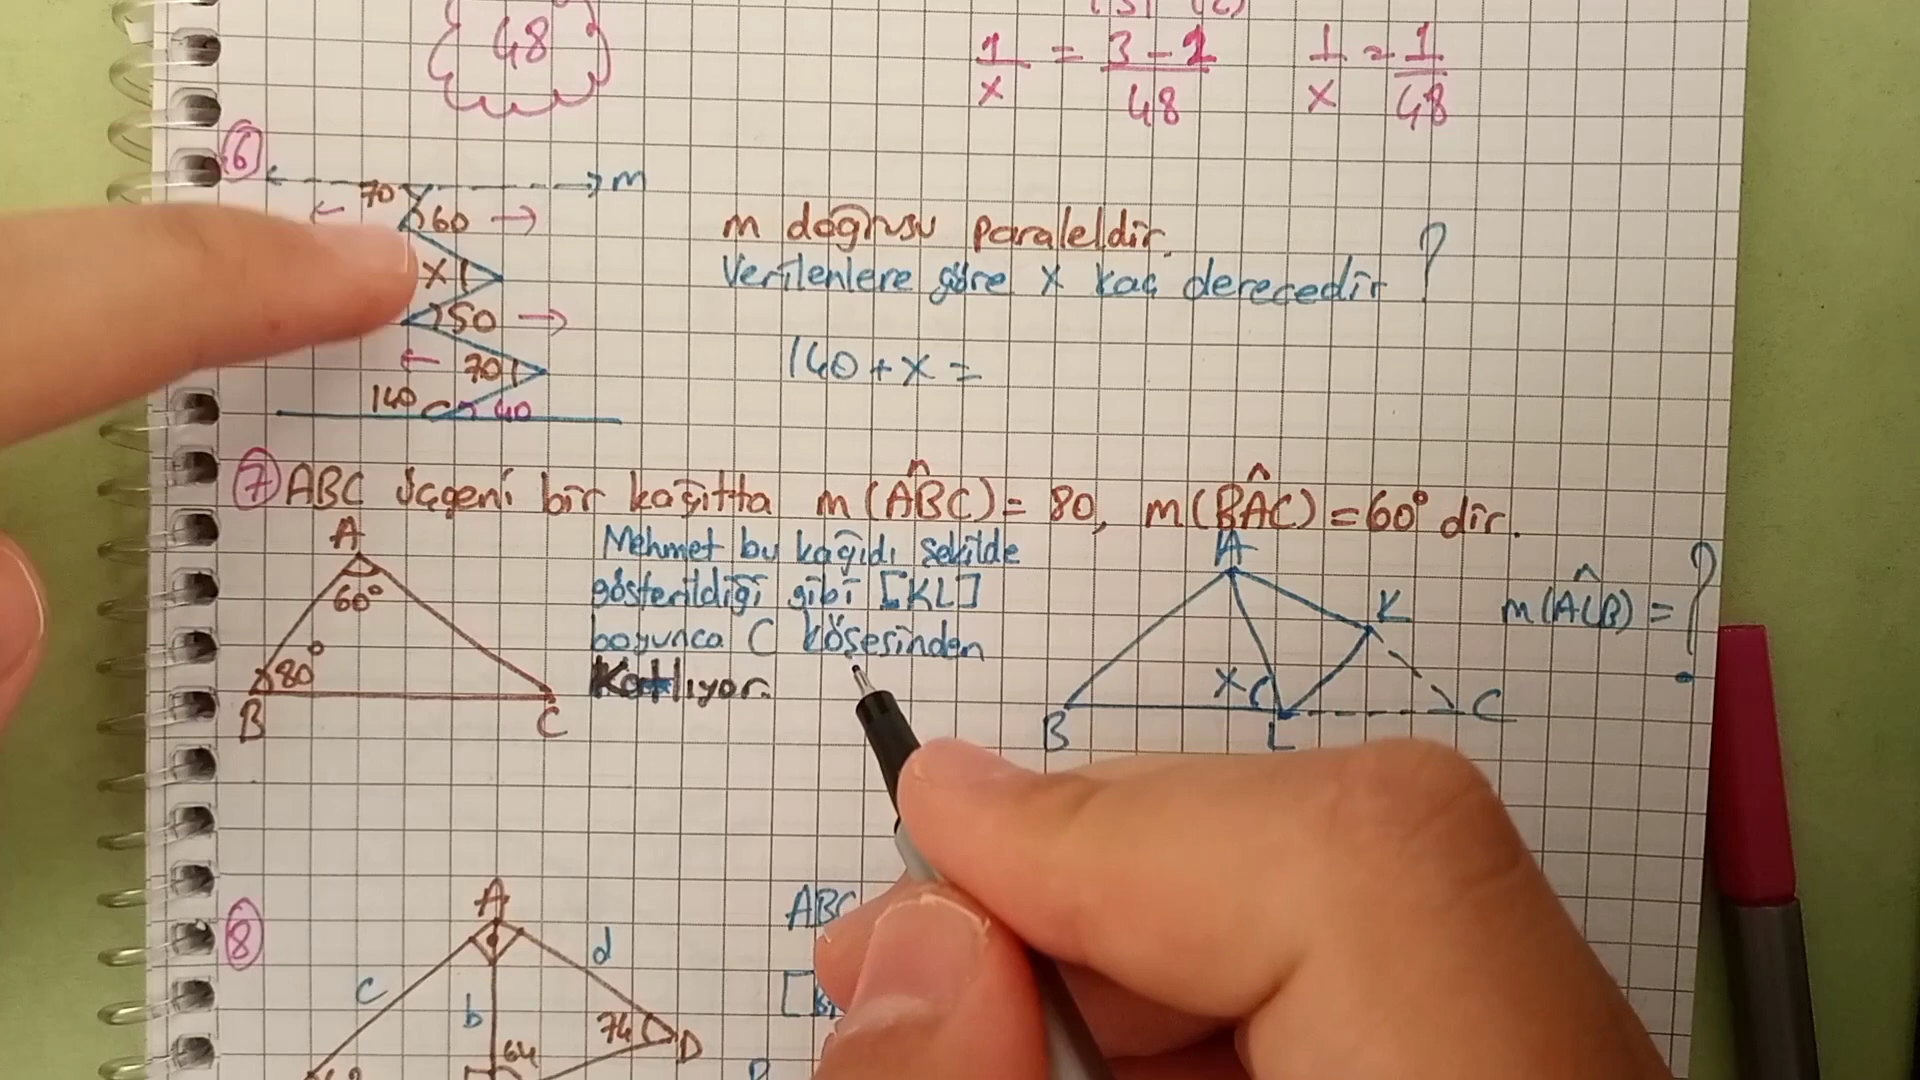 48
1/x = 3-2/48 1/x = 1/48
6
m
70
60
x
50
70
140 40
m doğrusu paraleldir.
Verilenlere göre x kaç derecedir ?
140 + x =
7 ABC üçgeni bir kağıtta m(ABC) = 80, m(BAC) = 60° dir.
A
60°
80°
B C
Mehmet bu kağıdı şekilde
gösterildiği gibi [KL]
boyunca C köşesinden
Katlıyor.
A
K
x
B L C
m(ALB) = ?
8
A
c d
b
74 D
64
ABC